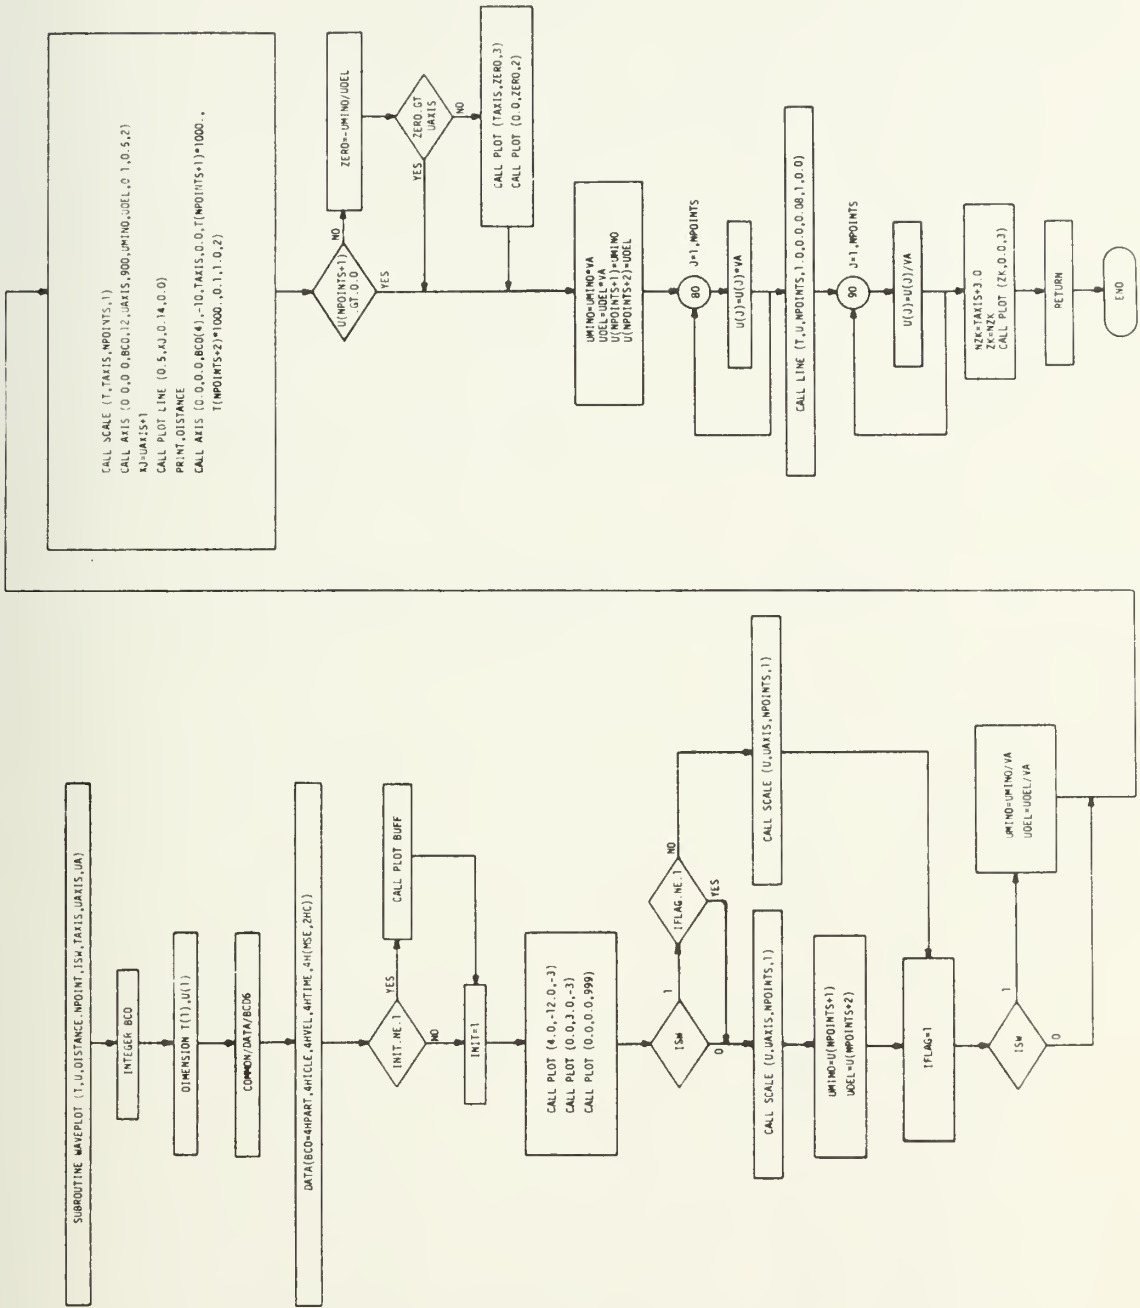 SUBROUTINE WAVEPLOT (T,U,DISTANCE.NPOINT,ISW,TAXIS,UAXIS,UA)
INTEGER BCD
DIMENSION T(1),U(1)
COMMON/DATA/BCD6
DATA(BCD=4HPART,4HICLE,4HVEL,4HTIME,4H(MSE,2HC))
INIT.NE.1
YES
CALL PLOT BUFF
NO
INIT=1
CALL PLOT (4.0,-12.0,-3)
CALL PLOT (0.0,3.0,-3)
CALL PLOT (0.0,0.0,999)
ISW
1
IFLAG.NE.1
NO
YES
0
CALL SCALE (U,UAXIS,NPOINTS,1)
CALL SCALE (U,UAXIS,NPOINTS,1)
UMINO=U(NPOINTS+1)
UDEL=U(NPOINTS+2)
IFLAG=1
ISW
1
0
UMINO=UMINO/VA
UDEL=UDEL/VA
CALL SCALE (T,TAXIS,NPOINTS,1)
CALL AXIS (0.0,0.0,BCD,12,UAXIS,900,UMINO,UDEL,0.1,0.5,2)
XJ=UAXIS+1
CALL PLOT LINE (0.5,XJ,0.14,0.0)
PRINT,DISTANCE
CALL AXIS (0.0,0.0,BCD(4),-10,TAXIS,0.0,T(NPOINTS+1)*1000.,
T(NPOINTS+2)*1000.,0.1,1.0,2)
U(NPOINTS+1)
.GT.0.0
NO
ZERO=-UMINO/UDEL
YES
ZERO.GT
UAXIS
YES
NO
CALL PLOT (TAXIS,ZERO,3)
CALL PLOT (0.0,ZERO,2)
UMINO=UMINO*VA
UDEL=UDEL*VA
U(NPOINTS+1)=UMINO
U(NPOINTS+2)=UDEL
80
J=1,NPOINTS
U(J)=U(J)*VA
CALL LINE (T,U,NPOINTS,1.0,0.0,0.08,1,0.0)
90
J=1,NPOINTS
U(J)=U(J)/VA
NZK=TAXIS+3.0
ZK=NZK
CALL PLOT (ZK,0.0,3)
RETURN
END